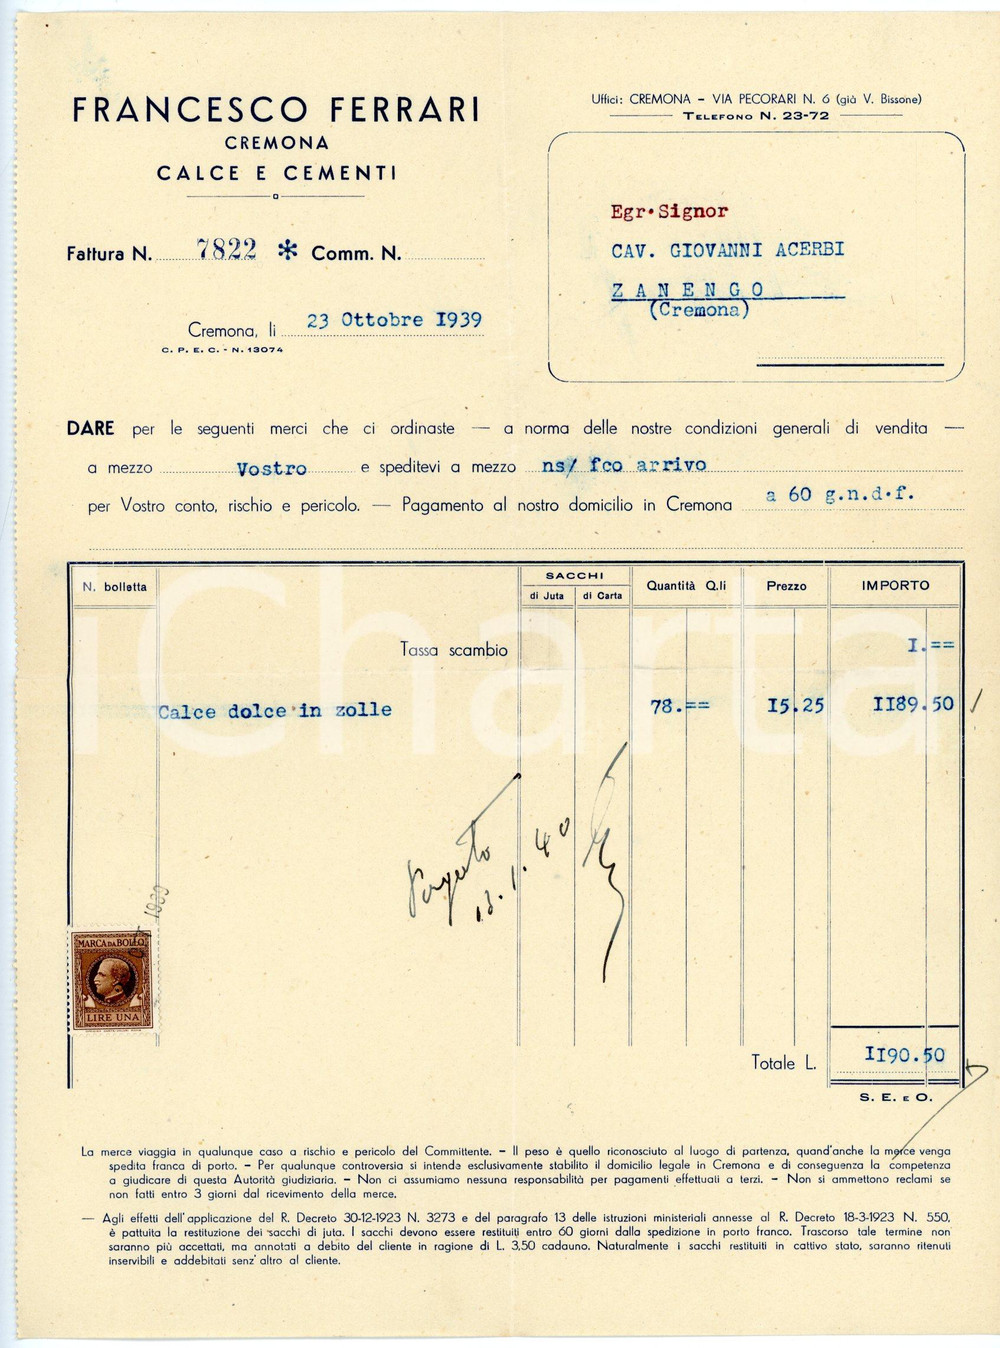 FRANCESCO FERRARI
CREMONA
CALCE E CEMENTI
Uffici: CREMONA - VIA PECORARI N. 6 (già V. Bissone)
TELEFONO N. 23-72
Egr.Signor
CAV. GIOVANNI ACERBI
ZANENGO
(Cremona)
Fattura N. 7822 * Comm. N.
Cremona, li 23 Ottobre I939
C. P. E. C. - N. 13074
DARE per le seguenti merci che ci ordinaste — a norma delle nostre condizioni generali di vendita —
a mezzo Vostro e speditevi a mezzo ns/ fco arrivo
per Vostro conto, rischio e pericolo. — Pagamento al nostro domicilio in Cremona a 60 g.n.d.f.
N. bolletta SACCHI di Juta di Carta Quantità Q.li Prezzo IMPORTO
Tassa scambio I.==
Calce dolce in zolle 78.== I5.25 II89.50
Pagato
13.1.40
1939
MARCA DA BOLLO
LIRE UNA
Totale L. II90.50
S. E. E O.
La merce viaggia in qualunque caso a rischio e pericolo del Committente. - Il peso è quello riconosciuto al luogo di partenza, quand'anche la merce venga
spedita franca di porto. - Per qualunque controversia si intende esclusivamente stabilito il domicilio legale in Cremona e di conseguenza la competenza
a giudicare di questa Autorità giudiziaria. - Non ci assumiamo nessuna responsabilità per pagamenti effettuati a terzi. - Non si ammettono reclami se
non fatti entro 3 giorni dal ricevimento della merce.
— Agli effetti dell'applicazione del R. Decreto 30-12-1923 N. 3273 e del paragrafo 13 delle istruzioni ministeriali annesse al R. Decreto 18-3-1923 N. 550,
è pattuita la restituzione dei sacchi di juta. I sacchi devono essere restituiti entro 60 giorni dalla spedizione in porto franco. Trascorso tale termine non
saranno più accettati, ma annotati a debito del cliente in ragione di L. 3,50 cadauno. Naturalmente i sacchi restituiti in cattivo stato, saranno ritenuti
inservibili e addebitati senz'altro al cliente.
iCharta